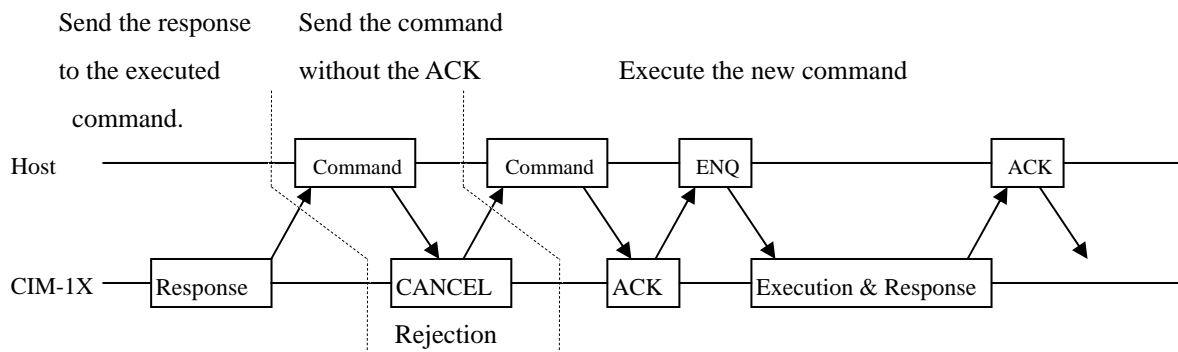 Send the response
to the executed
command.
Send the command
without the ACK
Execute the new command
Host
Command
Command
ENQ
ACK
CIM-1X
Response
CANCEL
ACK
Execution & Response
Rejection